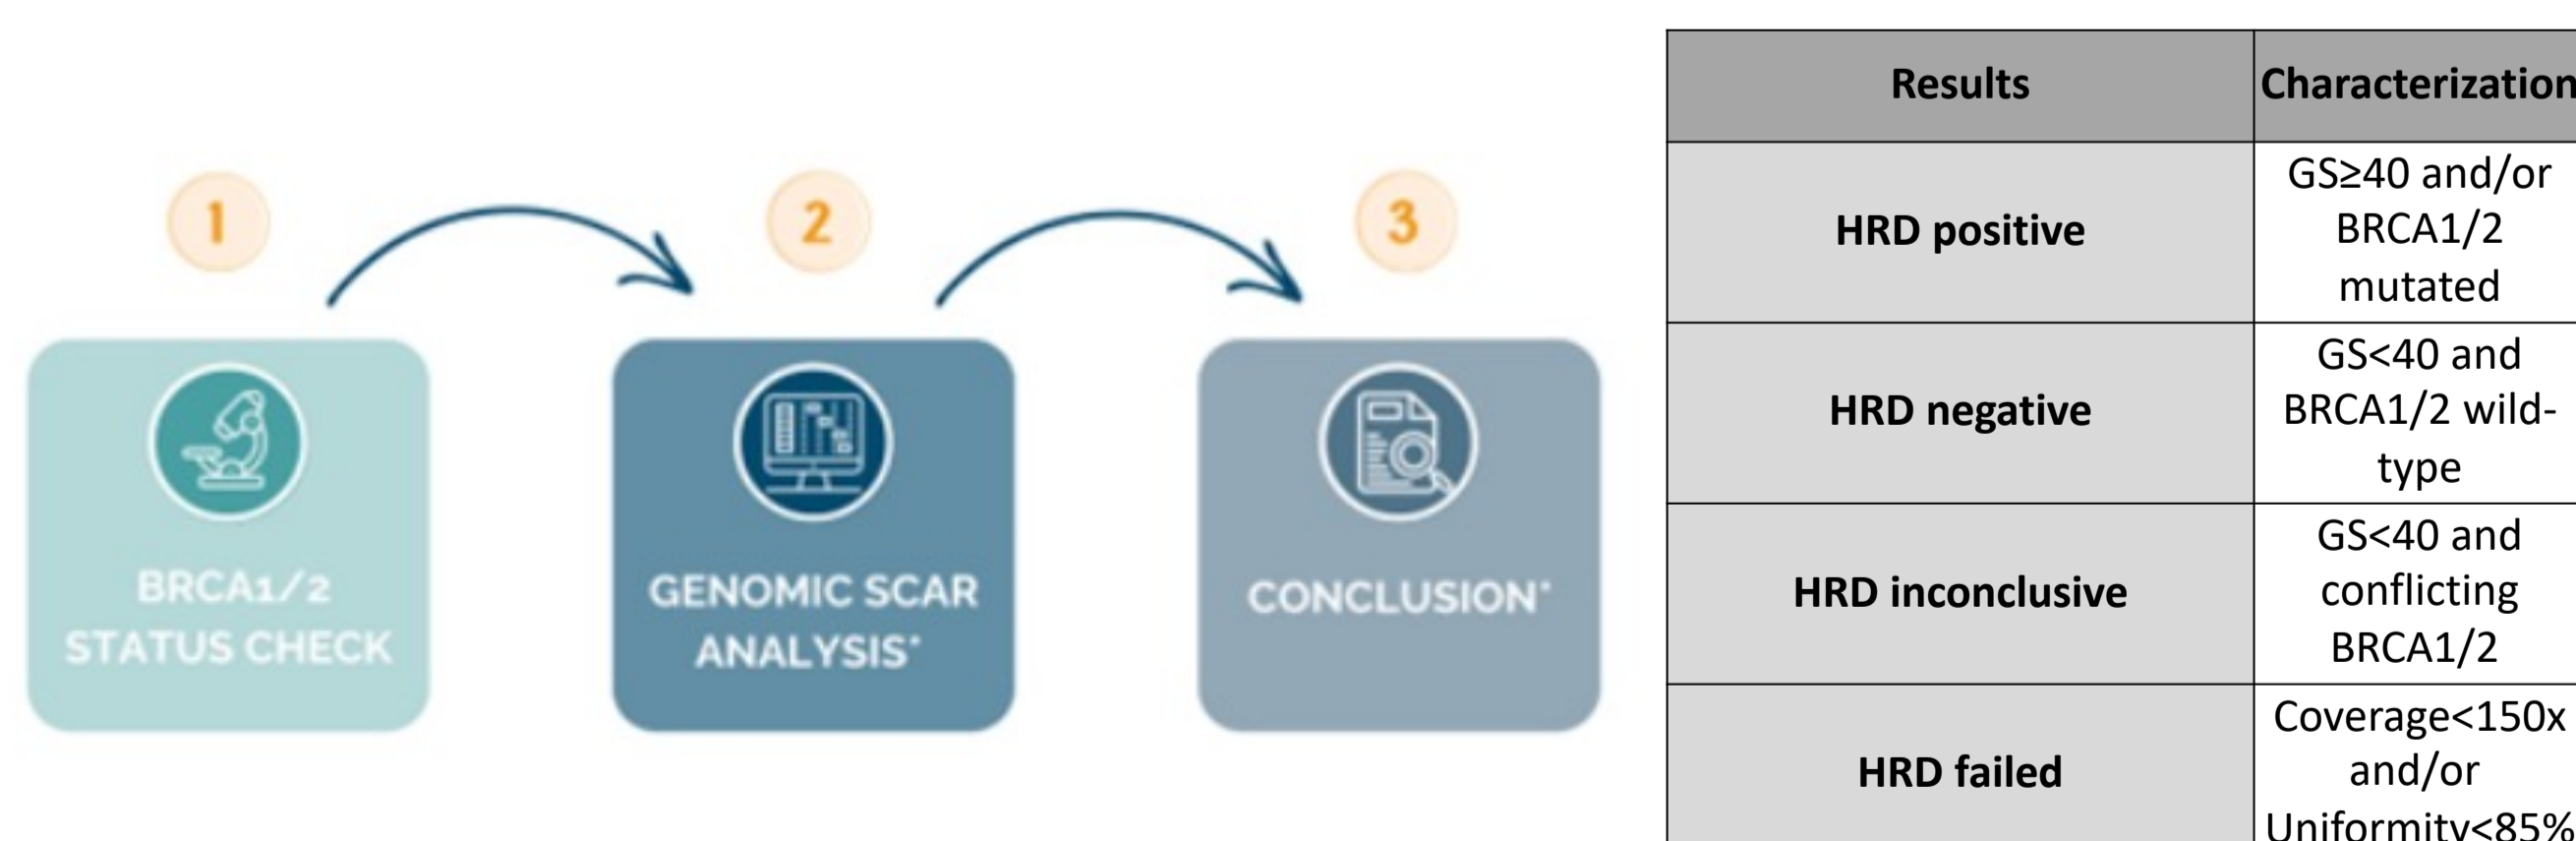 1
2
3
BRCA1/2
STATUS CHECK
GENOMIC SCAR
ANALYSIS*
CONCLUSION*
Results
Characterization
HRD positive
GS≥40 and/or
BRCA1/2
mutated
HRD negative
GS<40 and
BRCA1/2 wild-
type
HRD inconclusive
GS<40 and
conflicting
BRCA1/2
HRD failed
Coverage<150x
and/or
Uniformity<85%